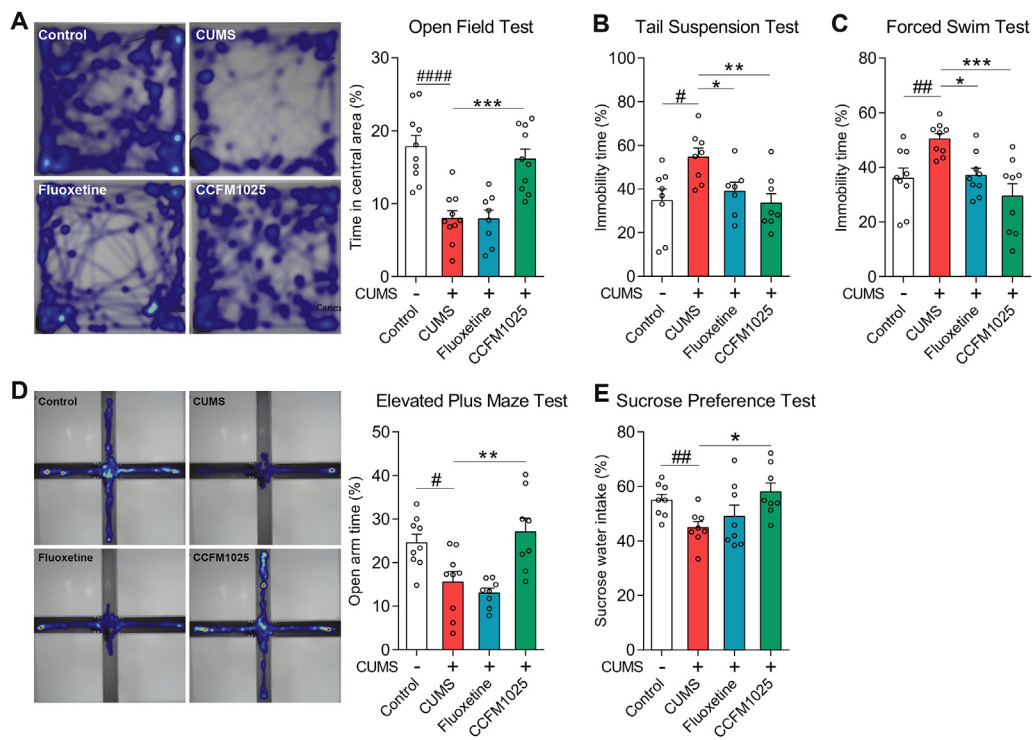 A
Control
CUMS
Fluoxetine
CCFM1025
Open Field Test
Time in central area (%)
30
20
10
0
####
***
CUMS - + + +
Control
CUMS
Fluoxetine
CCFM1025
B
Tail Suspension Test
Immobility time (%)
100
80
60
40
20
0
#
*
**
CUMS - + + +
Control
CUMS
Fluoxetine
CCFM1025
C
Forced Swim Test
Immobility time (%)
80
60
40
20
0
##
*
***
CUMS - + + +
Control
CUMS
Fluoxetine
CCFM1025
D
Control
CUMS
Fluoxetine
CCFM1025
Elevated Plus Maze Test
Open arm time (%)
50
40
30
20
10
0
#
**
CUMS - + + +
Control
CUMS
Fluoxetine
CCFM1025
E
Sucrose Preference Test
Sucrose water intake (%)
80
60
40
20
0
##
*
CUMS - + + +
Control
CUMS
Fluoxetine
CCFM1025